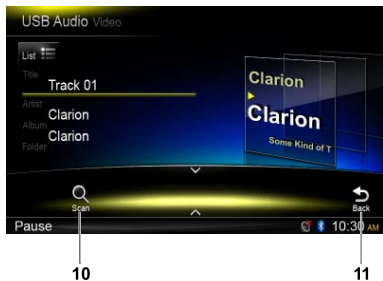 USB Audio Video
List
Title
Track 01
Artist
Clarion
Album
Clarion
Folder
Clarion
Clarion
Some Kind of T
Scan
Back
Pause
10:30 AM
10
11